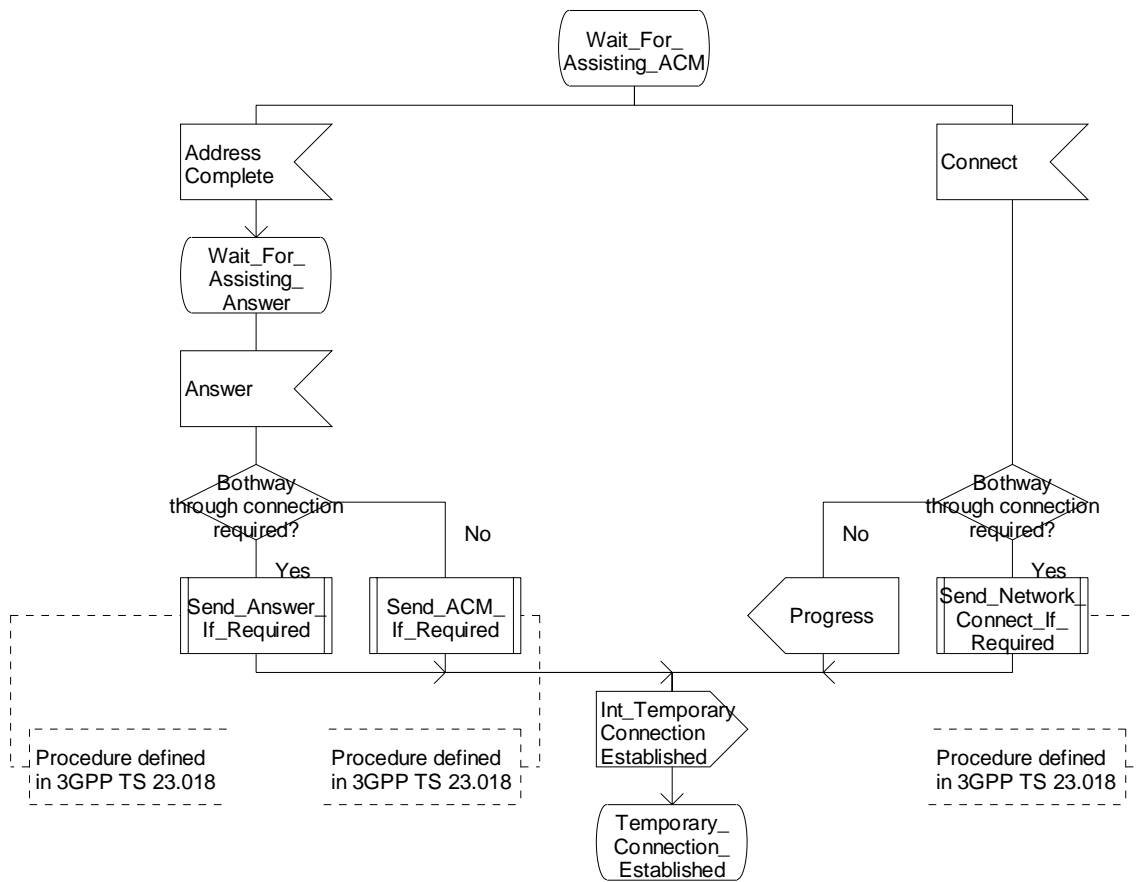 Wait_For_
Assisting_ACM
Address
Complete
Connect
Wait_For_
Assisting_
Answer
Answer
Bothway
through connection
required?
Bothway
through connection
required?
No
No
Yes
Yes
Send_Answer_
If_Required
Send_ACM_
If_Required
Progress
Send_Network_
Connect_If_
Required
Int_Temporary
Connection
Established
Procedure defined
in 3GPP TS 23.018
Procedure defined
in 3GPP TS 23.018
Procedure defined
in 3GPP TS 23.018
Temporary_
Connection_
Established